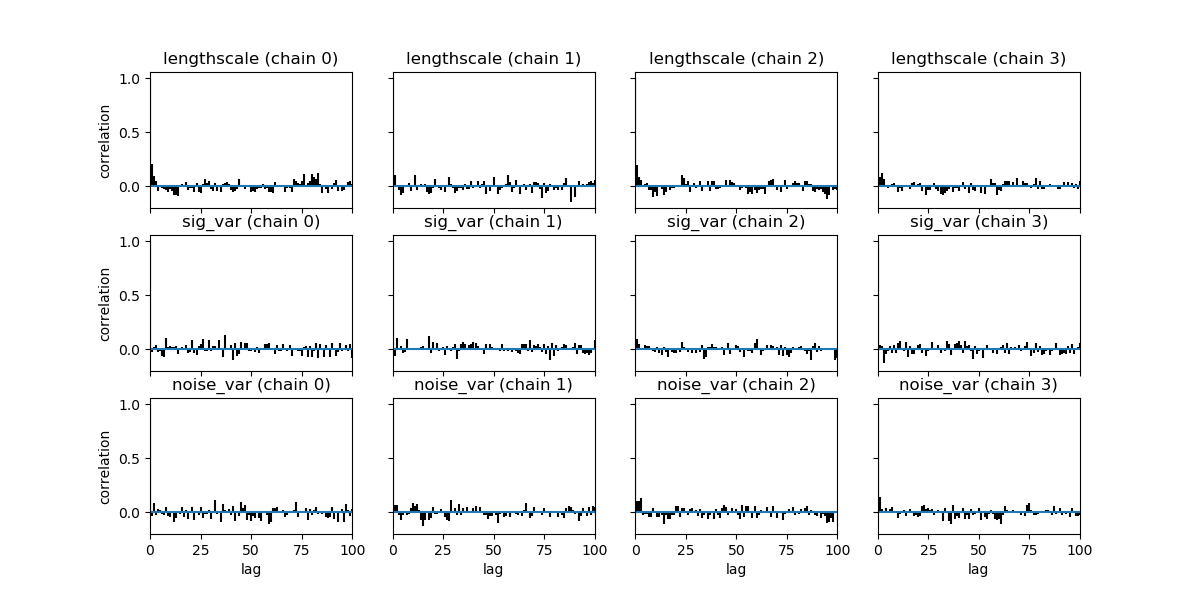 lengthscale (chain 0) lengthscale (chain 1) lengthscale (chain 2) lengthscale (chain 3)
1.0
correlation
0.5
0.0
sig_var (chain 0) sig_var (chain 1) sig_var (chain 2) sig_var (chain 3)
1.0
correlation
0.5
0.0
noise_var (chain 0) noise_var (chain 1) noise_var (chain 2) noise_var (chain 3)
1.0
correlation
0.5
0.0
0 25 50 75 100 0 25 50 75 100 0 25 50 75 100 0 25 50 75 100
lag lag lag lag